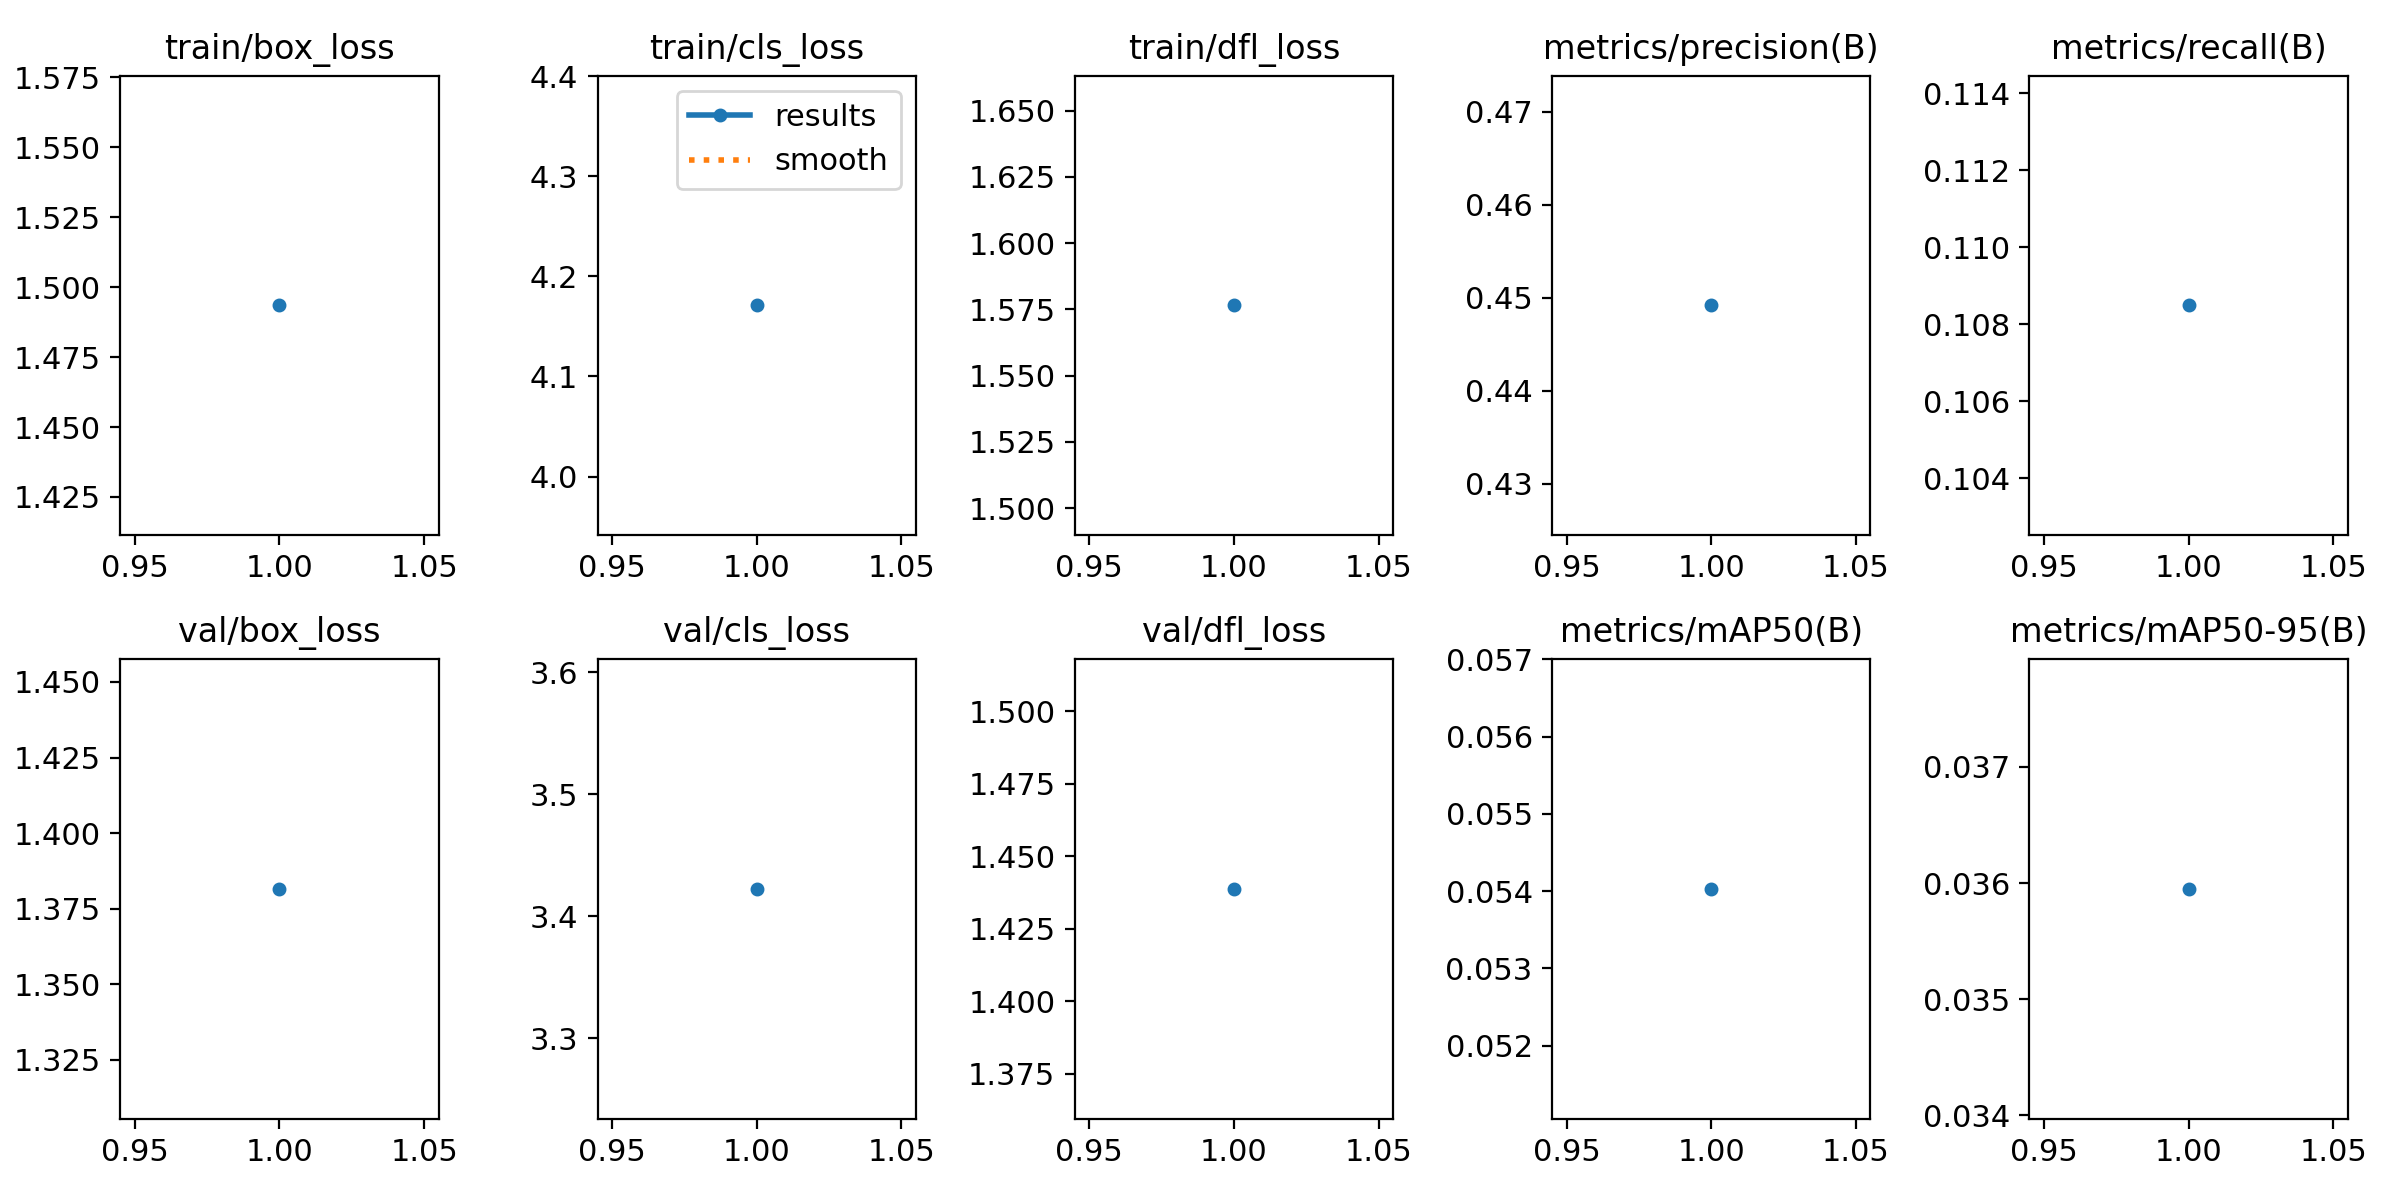 train/box_loss
1.575
1.550
1.525
1.500
1.475
1.450
1.425
0.95 1.00 1.05
train/cls_loss
4.4
4.3
4.2
4.1
4.0
results
smooth
0.95 1.00 1.05
train/dfl_loss
1.650
1.625
1.600
1.575
1.550
1.525
1.500
0.95 1.00 1.05
metrics/precision(B)
0.47
0.46
0.45
0.44
0.43
0.95 1.00 1.05
metrics/recall(B)
0.114
0.112
0.110
0.108
0.106
0.104
0.95 1.00 1.05
val/box_loss
1.450
1.425
1.400
1.375
1.350
1.325
0.95 1.00 1.05
val/cls_loss
3.6
3.5
3.4
3.3
0.95 1.00 1.05
val/dfl_loss
1.500
1.475
1.450
1.425
1.400
1.375
0.95 1.00 1.05
metrics/mAP50(B)
0.057
0.056
0.055
0.054
0.053
0.052
0.95 1.00 1.05
metrics/mAP50-95(B)
0.037
0.036
0.035
0.034
0.95 1.00 1.05